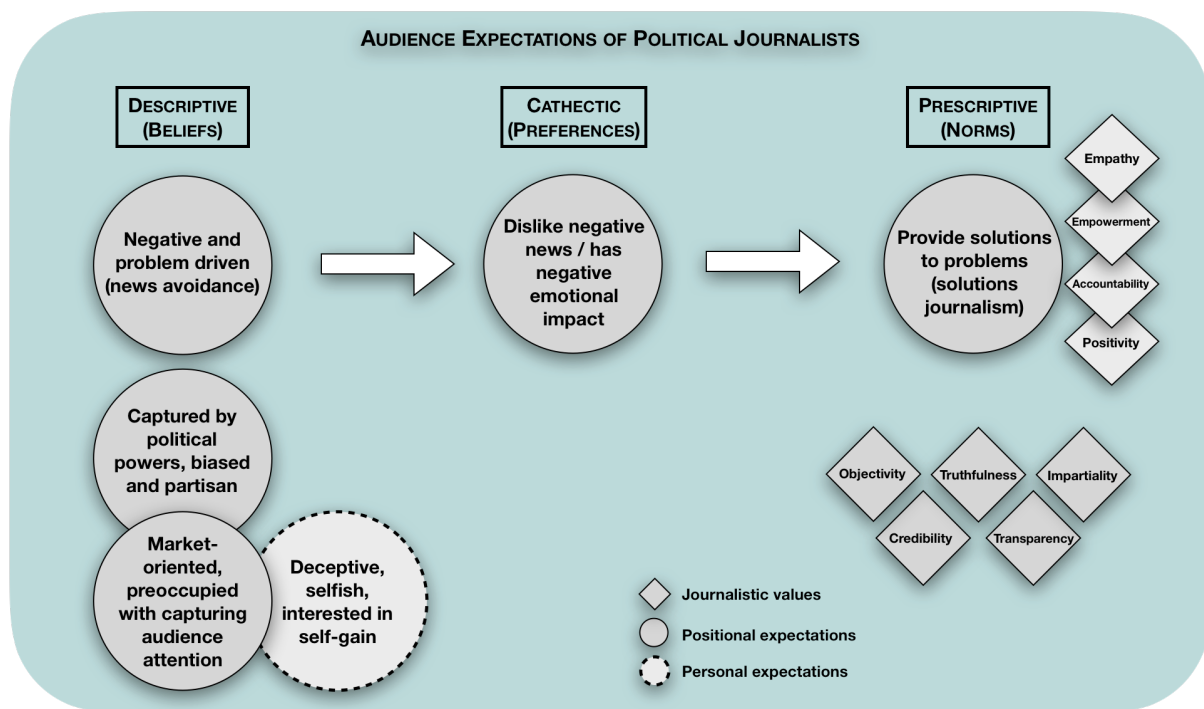 AUDIENCE EXPECTATIONS OF POLITICAL JOURNALISTS
DESCRIPTIVE
(BELIEFS)
CATHECTIC
(PREFERENCES)
PRESCRIPTIVE
(NORMS)
Negative and
problem driven
(news avoidance)
Dislike negative
news / has
negative
emotional
impact
Provide solutions
to problems
(solutions
journalism)
Empathy
Empowerment
Accountability
Positivity
Captured by
political
powers, biased
and partisan
Market-
oriented,
preoccupied
with capturing
audience
attention
Deceptive,
selfish,
interested in
self-gain
Objectivity
Truthfulness
Impartiality
Credibility
Transparency
Journalistic values
Positional expectations
Personal expectations